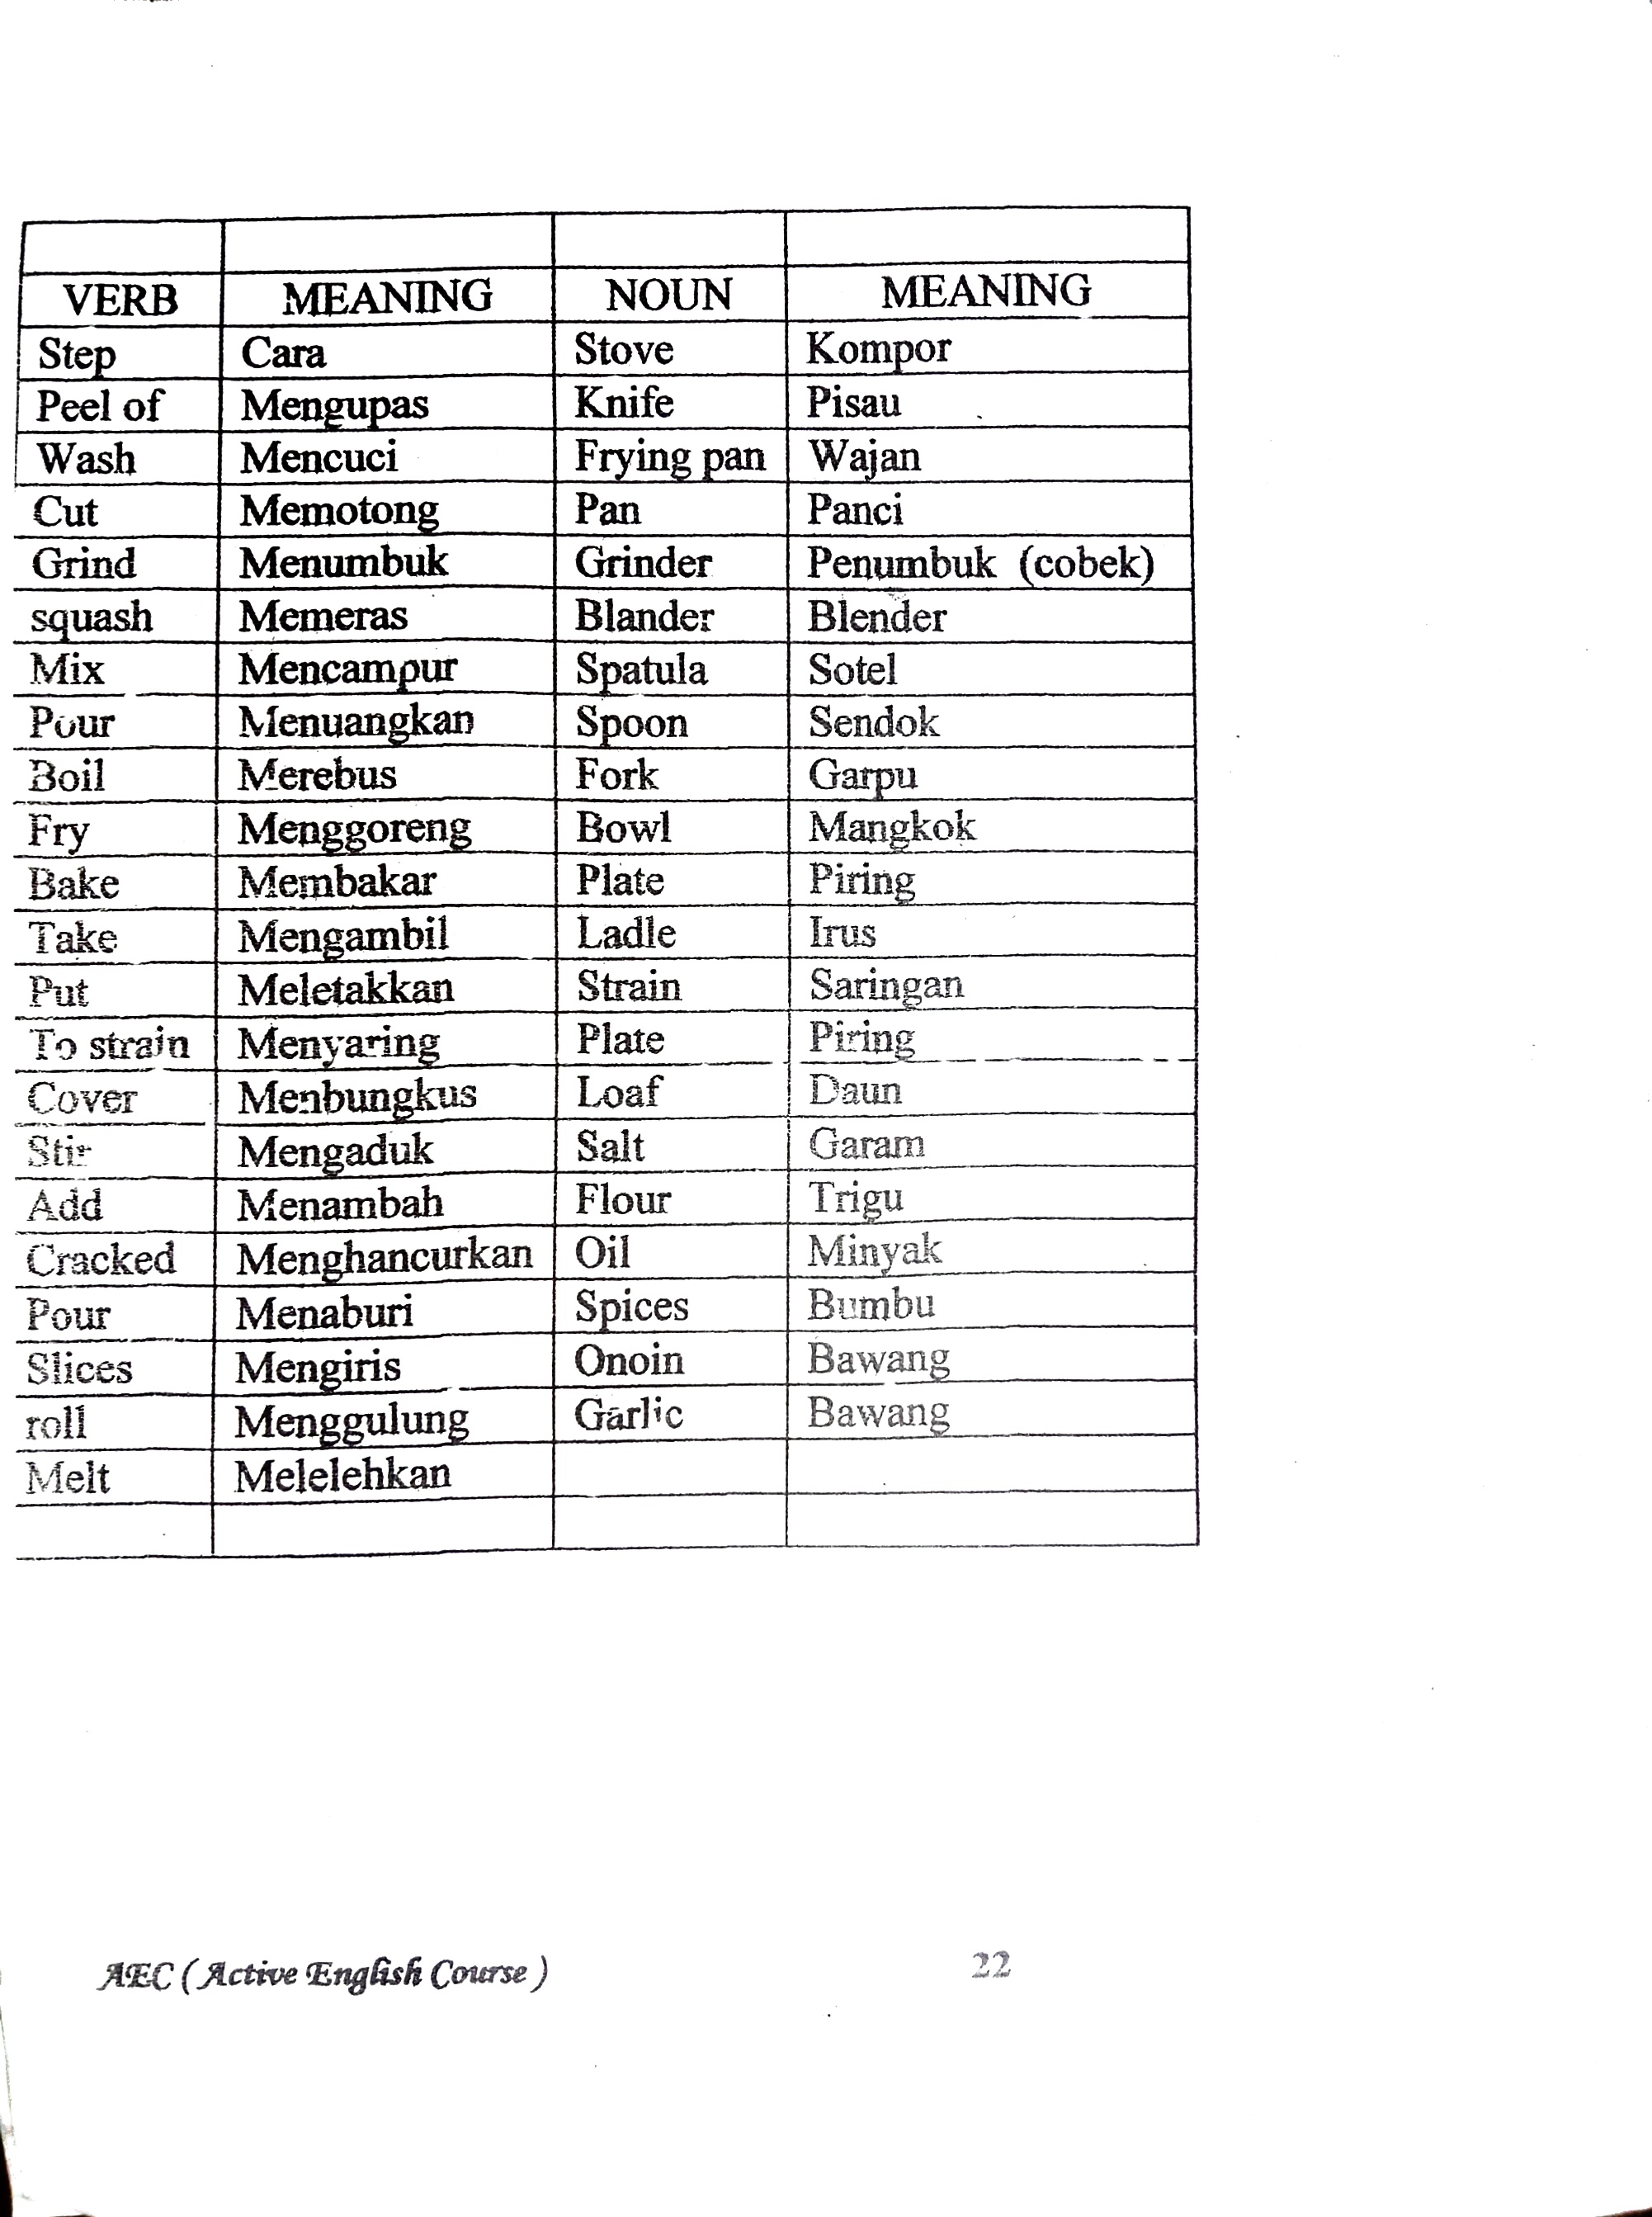 VERB MEANING NOUN MEANING
Step Cara Stove Kompor
Peel of Mengupas Knife Pisau
Wash Mencuci Frying pan Wajan
Cut Memotong Pan Panci
Grind Menumbuk Grinder Penumbuk (cobek)
squash Memeras Blander Blender
Mix Mencampur Spatula Sotel
Pour Menuangkan Spoon Sendok
Boil Merebus Fork Garpu
Fry Menggoreng Bowl Mangkok
Bake Membakar Plate Piring
Take Mengambil Ladle Irus
Put Meletakkan Strain Saringan
To strain Menyaring Plate Piring
Cover Menbungkus Loaf Daun
Stir Mengaduk Salt Garam
Add Menambah Flour Trigu
Cracked Menghancurkan Oil Minyak
Pour Menaburi Spices Bumbu
Slices Mengiris Onoin Bawang
roll Menggulung Garlic Bawang
Melt Melelehkan
AEC ( Active English Course ) 22